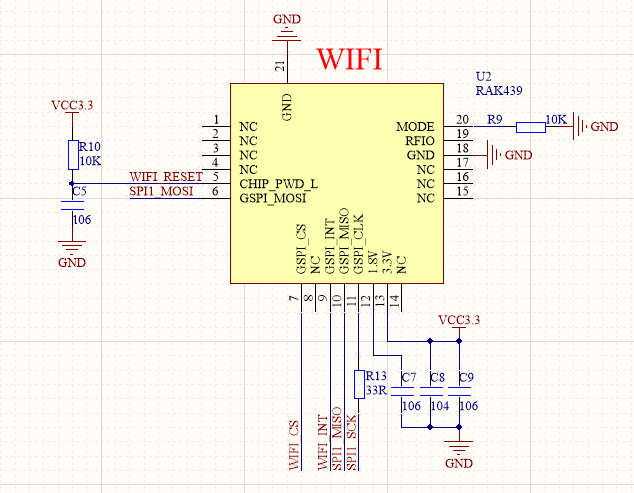 GND
21
WIFI
U2
RAK439
GND
VCC3.3
R10
10K
WIFI_RESET
SPI1_MOSI
C5
106
GND
1 NC
2 NC
3 NC
4 NC
5 CHIP_PWD_L
6 GSPI_MOSI
MODE 20
RFIO 19
GND 18
NC 17
NC 16
NC 15
R9
10K
GND
GND
GSPI_CS
NC
GSPI_INT
GSPI_MISO
GSPI_CLK
1.8V
3.3V
NC
7
8
9
10
11
12
13
14
VCC3.3
R13
33R
C7
106
C8
104
C9
106
GND
WIFI_CS
WIFI_INT
SPI1_MISO
SPI1_SCK